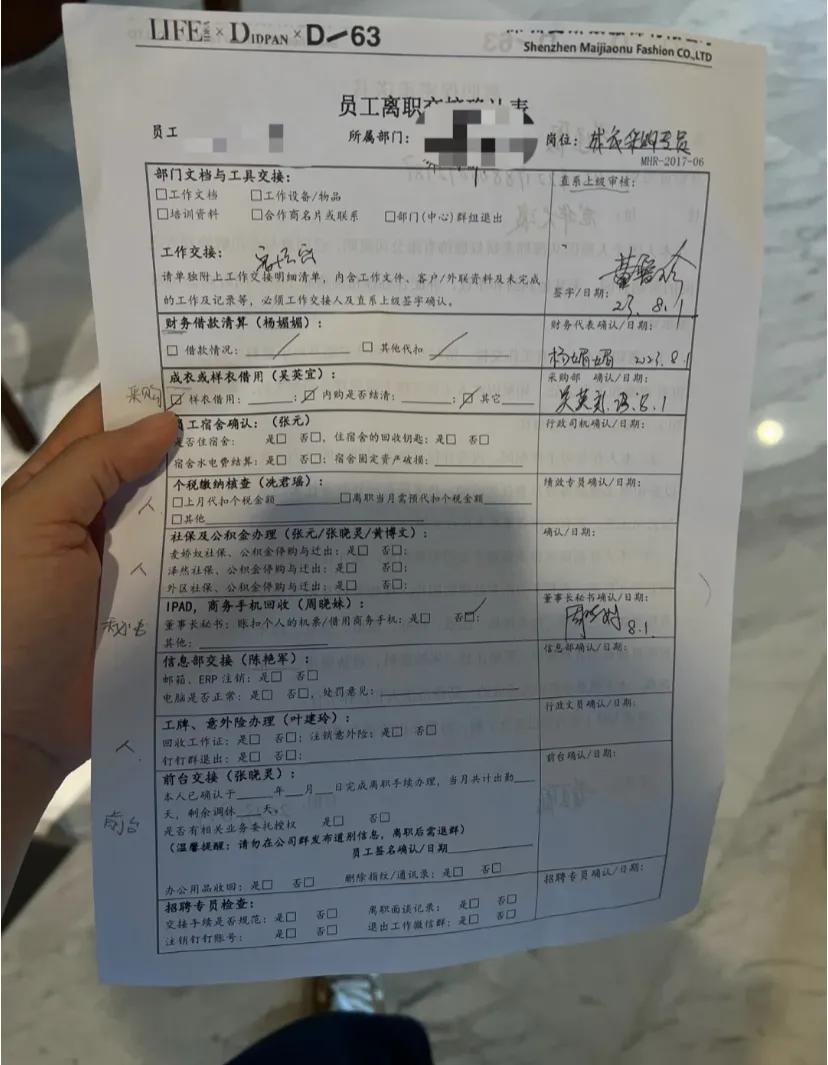 LIFE × DIDPAN × D—63
Shenzhen Maijiaonu Fashion CO.,LTD
员工离职交接确认表
员工
所属部门：
岗位：成衣采购专员
MHR-2017-06
部门文档与工具交接：
直系上级审核：
□工作文档 □工作设备/物品
□培训资料 □合作商名片或联系 □部门(中心)群组退出
工作交接：
请单独附上工作交接明细清单，内含工作文件、客户/外联资料及未完成
的工作及记录等，必须工作交接人及直系上级签字确认。
签字/日期：
23.8.1
财务借款清算（杨媚媚）：
财务代表确认/日期：
□ 借款情况： □ 其他代扣
杨媚媚 2023.8.1
成衣或样衣借用（吴英宜）：
采购部 确认/日期：
采购
☑ 样衣借用：；☑ 内购是否结清：；☑ 其它
8.1
员工宿舍确认：（张元）
行政司机确认/日期：
是否住宿舍： 是□ 否□，住宿舍的回收钥匙：是□ 否□
宿舍水电费结算：是□ 否□；宿舍固定资产破损：
个税缴纳核查（冼君瑶）：
绩效专员确认/日期：
□上月代扣个税金额 □离职当月需预代扣个税金额
人
□其他
社保及公积金办理（张元/张晓灵/黄博文）：
确认/日期：
麦娇奴社保、公积金停购与迁出：是□ 否□；
人
泽然社保、公积金停购与迁出：是□ 否□；
外区社保、公积金停购与迁出：是□ 否□；
IPAD，商务手机回收（周晓妹）：
董事长秘书确认/日期：
董事长秘书：账扣个人的机票/借用商务手机：是□ 否☑
8.1.
其他：
信息部交接（陈艳军）：
信息部确认/日期：
邮箱、ERP 注销：是□ 否□
电脑是否正常：是□ 否□，处罚意见：
工牌、意外险办理（叶建玲）：
行政文员确认/日期：
人
回收工作证：是□ 否□；注销意外险：是□ 否□
钉钉群退出：是□ 否□：
前台交接（张晓灵）：
前台确认/日期：
本人已确认于 年 月 日完成离职手续办理，当月共计出勤
前台
天，剩余调休 天。
是否有相关业务委托授权 是□ 否□
（温馨提醒：请勿在公司群发布道别信息，离职后需退群）
员工签名确认/日期
办公用品收回：是□ 否□ 删除指纹/通讯录：是□ 否□
招聘专员检查：
招聘专员确认/日期：
交接手续是否规范：是□ 否□ 离职面谈记录： 是□ 否□
注销钉钉账号： 是□ 否□ 退出工作微信群：是□ 否□